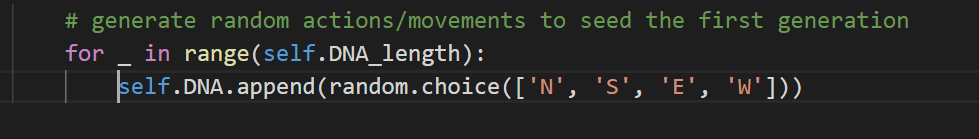 # generate random actions/movements to seed the first generation
for _ in range(self.DNA_length):
self.DNA.append(random.choice(['N', 'S', 'E', 'W']))